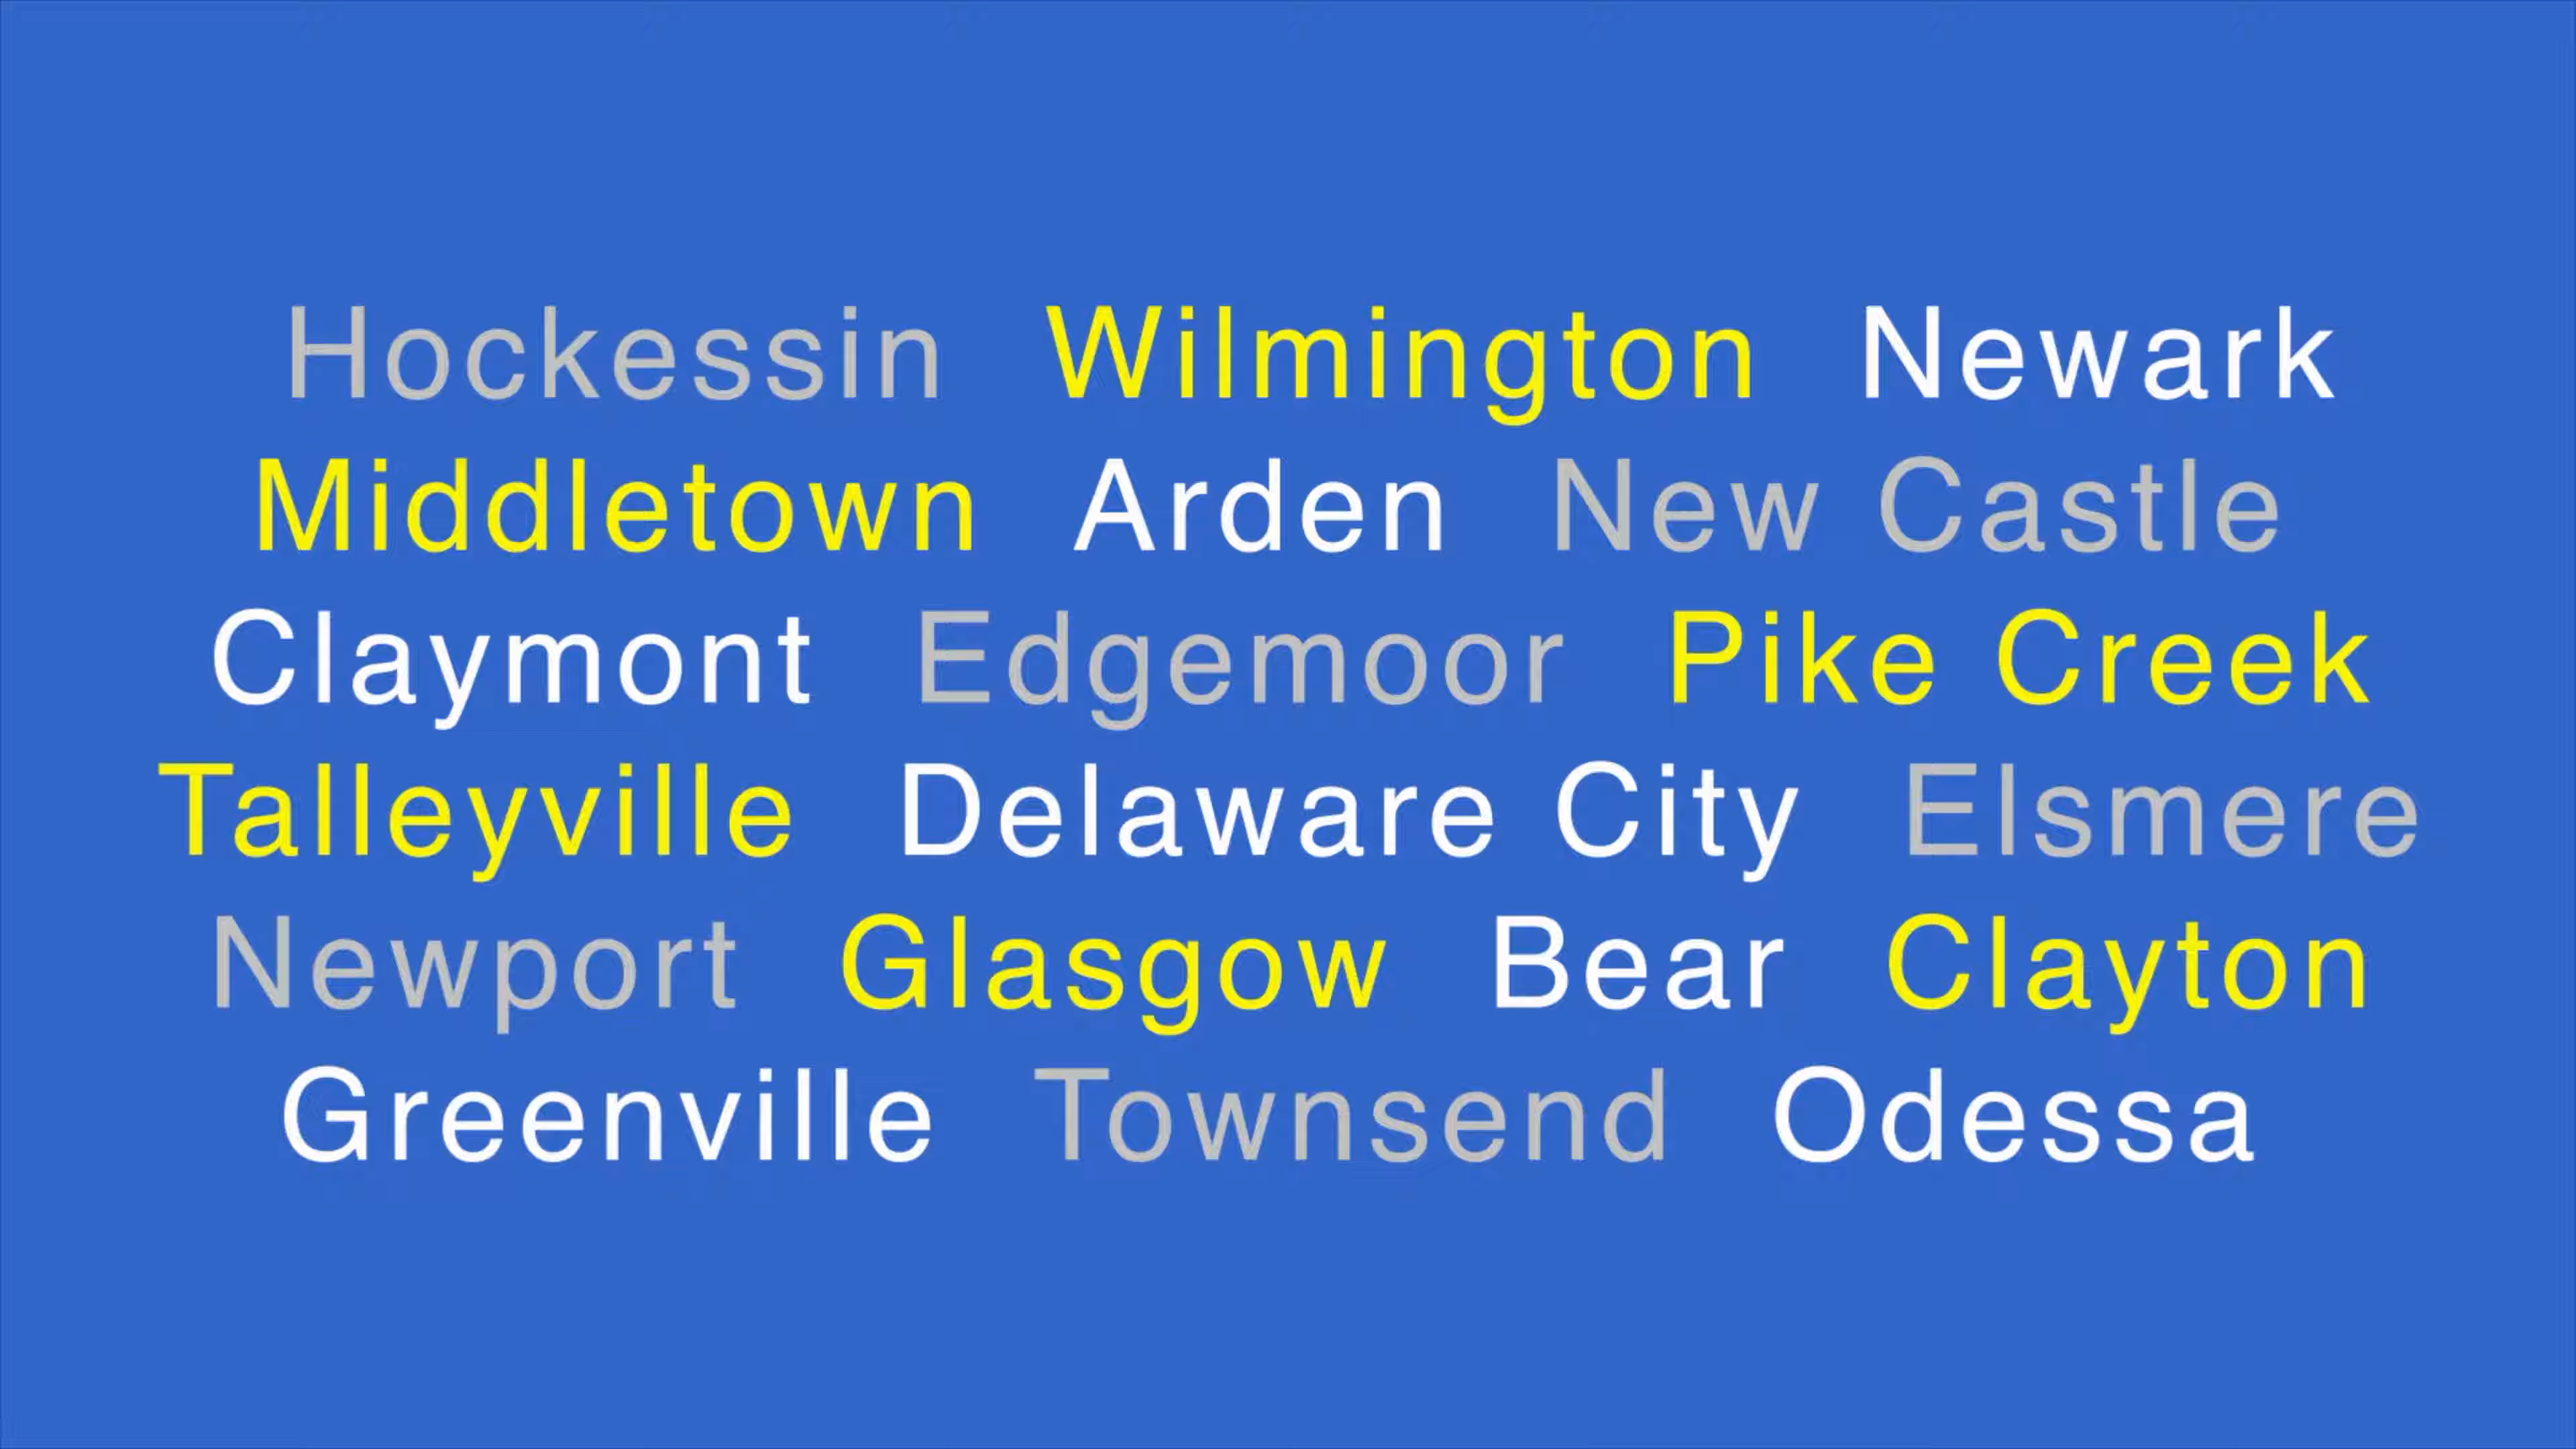 Hockessin Wilmington Newark
Middletown Arden New Castle
Claymont Edgemoor Pike Creek
Talleyville Delaware City Elsmere
Newport Glasgow Bear Clayton
Greenville Townsend Odessa